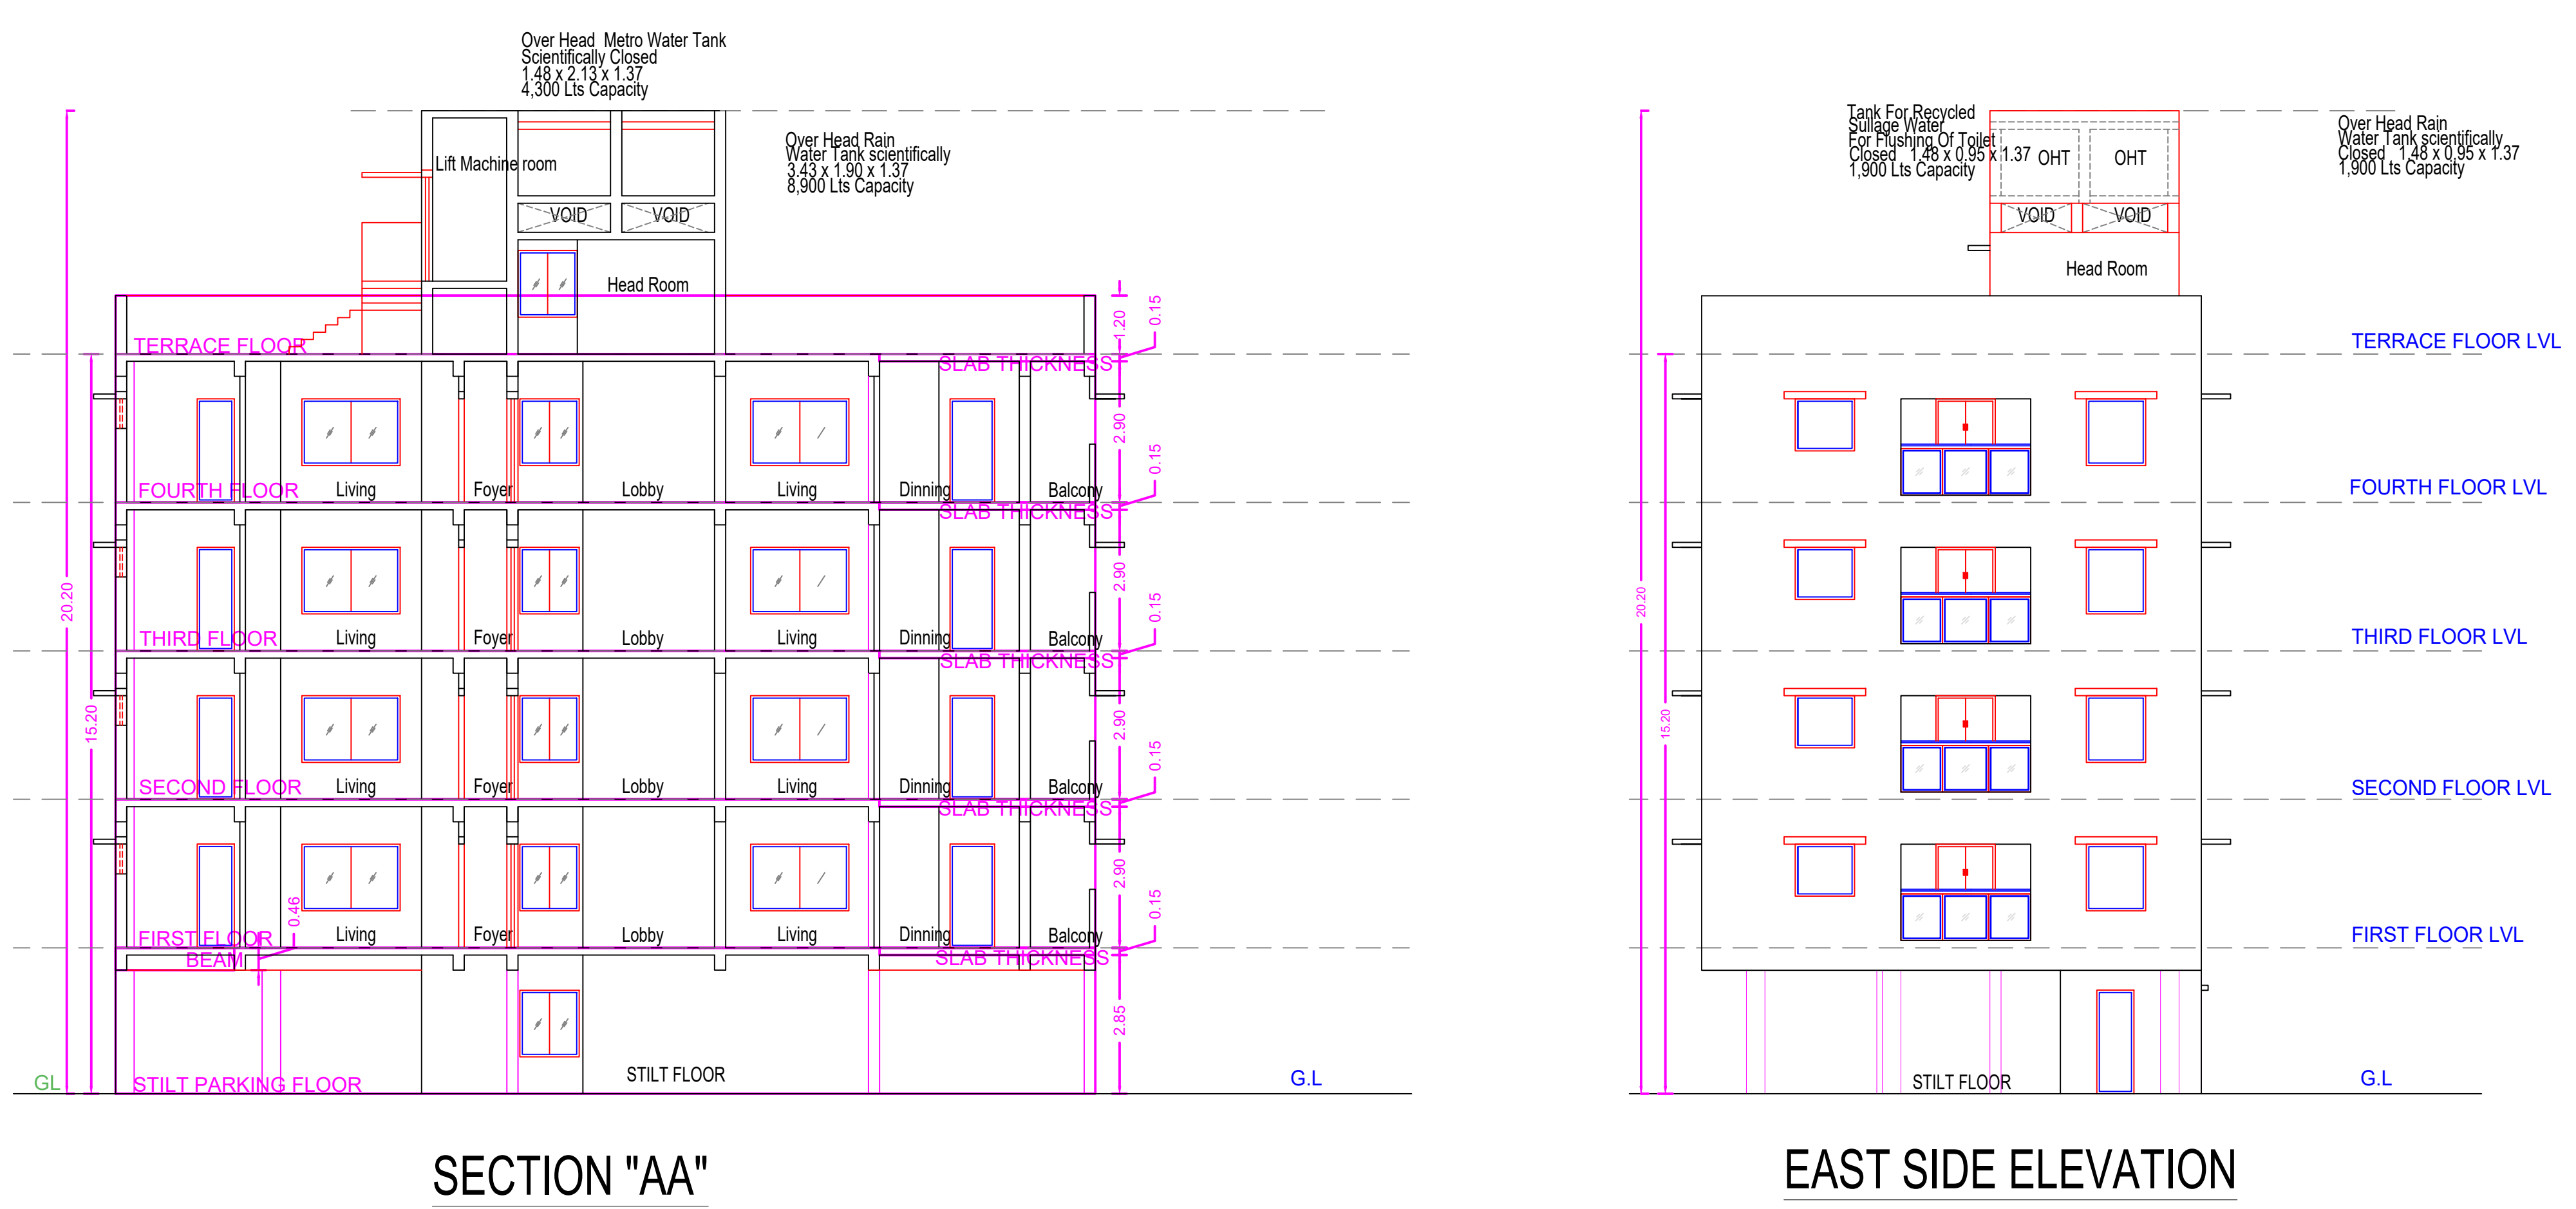 Over Head  Metro Water Tank
Scientifically Closed
1.48 x 2.13 x 1.37
4,300 Lts Capacity
Over Head Rain
Water Tank scientifically
3.43 x 1.90 x 1.37
8,900 Lts Capacity
Lift Machine room
VOID
VOID
Head Room
1.20
0.15
TERRACE FLOOR
SLAB THICKNESS
2.90
0.15
FOURTH FLOOR
Living
Foyer
Lobby
Living
Dinning
Balcony
SLAB THICKNESS
20.20
2.90
0.15
THIRD FLOOR
Living
Foyer
Lobby
Living
Dinning
Balcony
SLAB THICKNESS
15.20
2.90
0.15
SECOND FLOOR
Living
Foyer
Lobby
Living
Dinning
Balcony
SLAB THICKNESS
2.90
0.15
0.46
FIRST FLOOR
Living
Foyer
Lobby
Living
Dinning
Balcony
BEAM
SLAB THICKNESS
2.85
GL
STILT PARKING FLOOR
STILT FLOOR
G.L
SECTION "AA"
Tank For Recycled
Sullage Water
For Flushing Of Toilet
Closed   1.48 x 0.95 x 1.37
1,900 Lts Capacity
OHT
OHT
Over Head Rain
Water Tank scientifically
Closed   1.48 x 0.95 x 1.37
1,900 Lts Capacity
VOID
VOID
Head Room
TERRACE FLOOR LVL
FOURTH FLOOR LVL
20.20
THIRD FLOOR LVL
15.20
SECOND FLOOR LVL
FIRST FLOOR LVL
STILT FLOOR
G.L
EAST SIDE ELEVATION